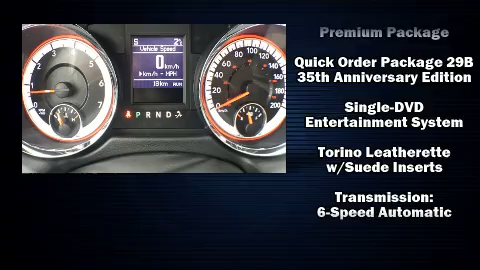 Premium Package
Quick Order Package 29B
35th Anniversary Edition
Single-DVD
Entertainment System
Torino Leatherette
w/Suede Inserts
Transmission:
6-Speed Automatic
Vehicle Speed
0 km/h
km/h - MPH
P R N D